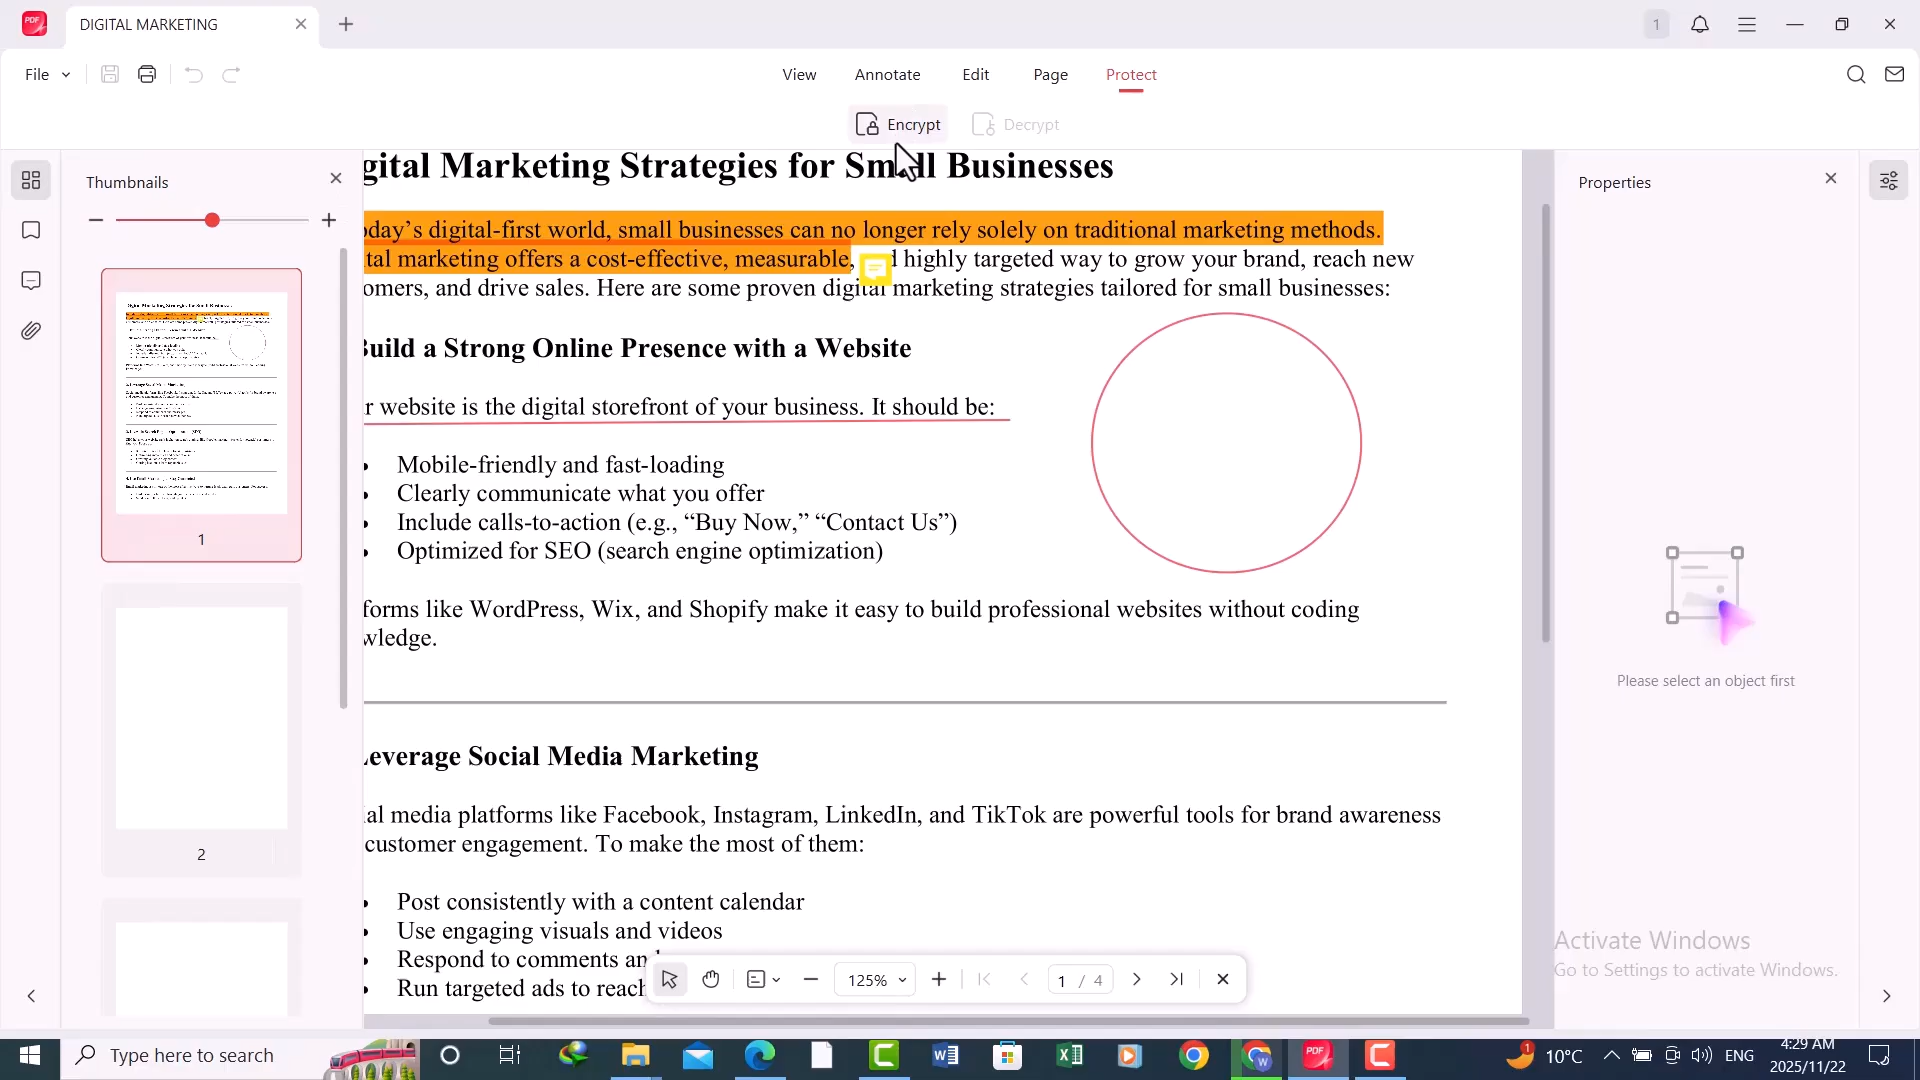 DIGITAL MARKETING
1
File
View
Annotate
Edit
Page
Protect
Encrypt
Decrypt
Thumbnails
1
2
gital Marketing Strategies for Small Businesses
oday’s digital-first world, small businesses can no longer rely solely on traditional marketing methods.
tal marketing offers a cost-effective, measurable, highly targeted way to grow your brand, reach new
omers, and drive sales. Here are some proven digital marketing strategies tailored for small businesses:
Build a Strong Online Presence with a Website
r website is the digital storefront of your business. It should be:
• Mobile-friendly and fast-loading
• Clearly communicate what you offer
• Include calls-to-action (e.g., “Buy Now,” “Contact Us”)
• Optimized for SEO (search engine optimization)
forms like WordPress, Wix, and Shopify make it easy to build professional websites without coding
wledge.
Leverage Social Media Marketing
ial media platforms like Facebook, Instagram, LinkedIn, and TikTok are powerful tools for brand awareness
customer engagement. To make the most of them:
• Post consistently with a content calendar
• Use engaging visuals and videos
• Respond to comments an
• Run targeted ads to reach
125%
1 / 4
Properties
Please select an object first
Activate Windows
Go to Settings to activate Windows.
Type here to search
10°C
ENG
4:29 AM
2025/11/22